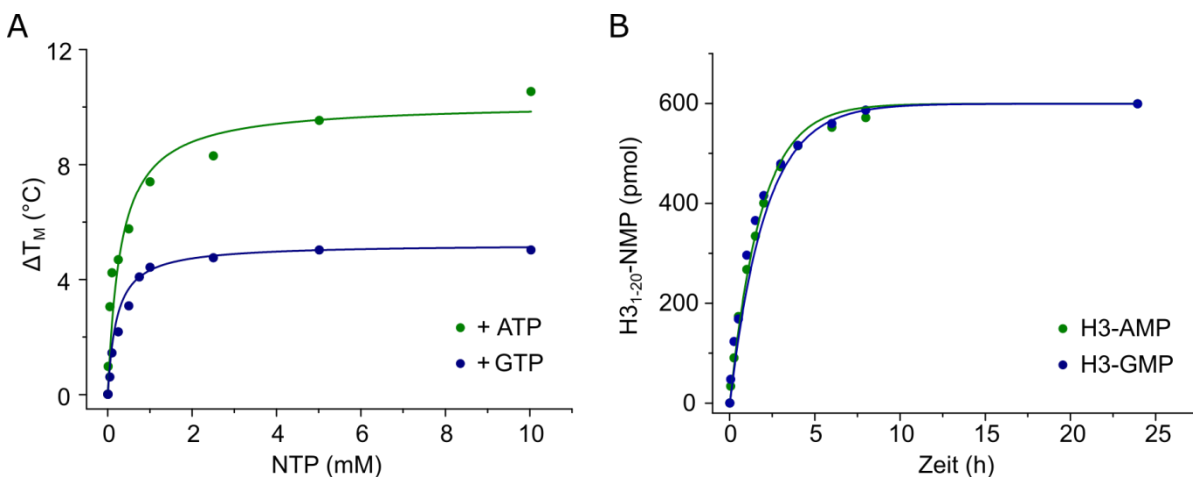 A
12
8
4
0
ΔT_M (°C)
+ ATP
+ GTP
0 2 4 6 8 10
NTP (mM)
B
600
400
200
0
H3₁₋₂₀-NMP (pmol)
H3-AMP
H3-GMP
0 5 10 15 20 25
Zeit (h)